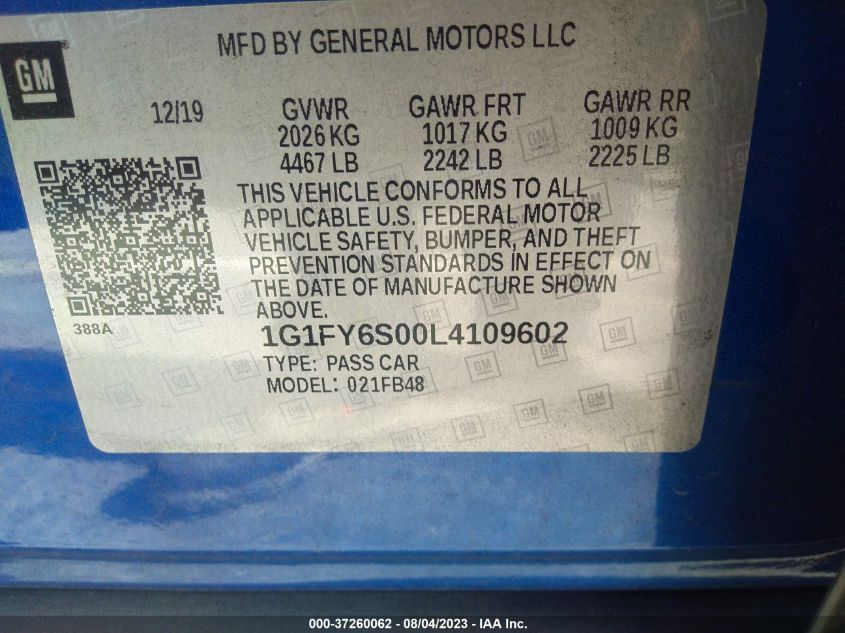 MFD BY GENERAL MOTORS LLC
GM
12/19 GVWR GAWR FRT GAWR RR
2026 KG 1017 KG 1009 KG
4467 LB 2242 LB 2225 LB
THIS VEHICLE CONFORMS TO ALL
APPLICABLE U.S. FEDERAL MOTOR
VEHICLE SAFETY, BUMPER, AND THEFT
PREVENTION STANDARDS IN EFFECT ON
THE DATE OF MANUFACTURE SHOWN
ABOVE.
388A
1G1FY6S00L4109602
TYPE: PASS CAR
MODEL: 021FB48
000-37260062 - 08/04/2023 - IAA Inc.